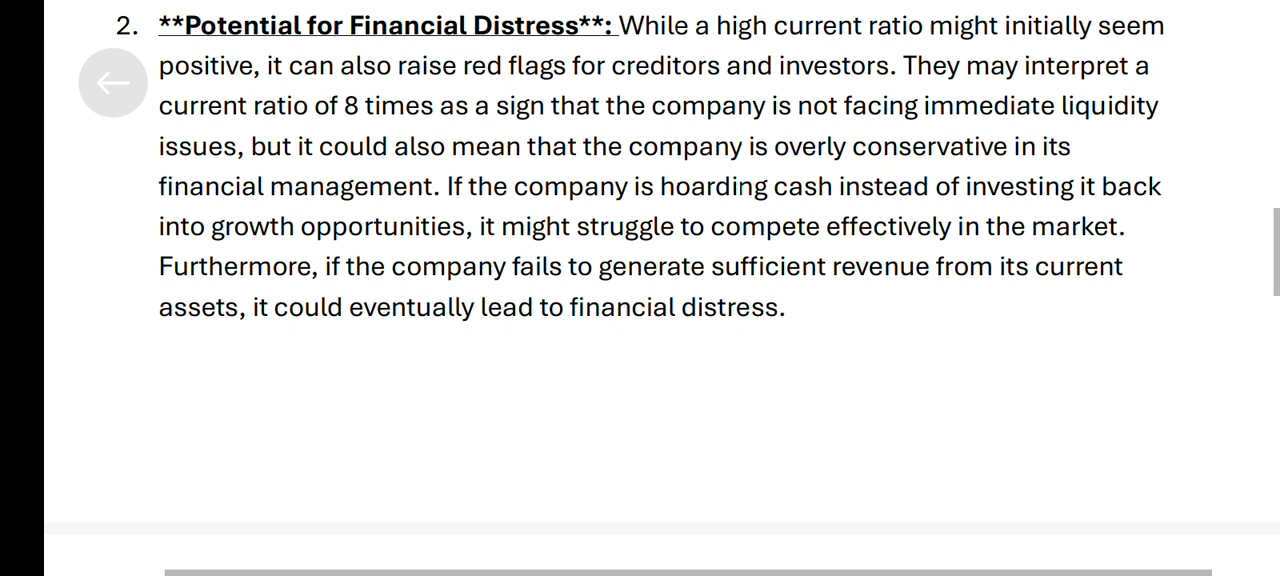 2. **Potential for Financial Distress**: While a high current ratio might initially seem
positive, it can also raise red flags for creditors and investors. They may interpret a
current ratio of 8 times as a sign that the company is not facing immediate liquidity
issues, but it could also mean that the company is overly conservative in its
financial management. If the company is hoarding cash instead of investing it back
into growth opportunities, it might struggle to compete effectively in the market.
Furthermore, if the company fails to generate sufficient revenue from its current
assets, it could eventually lead to financial distress.